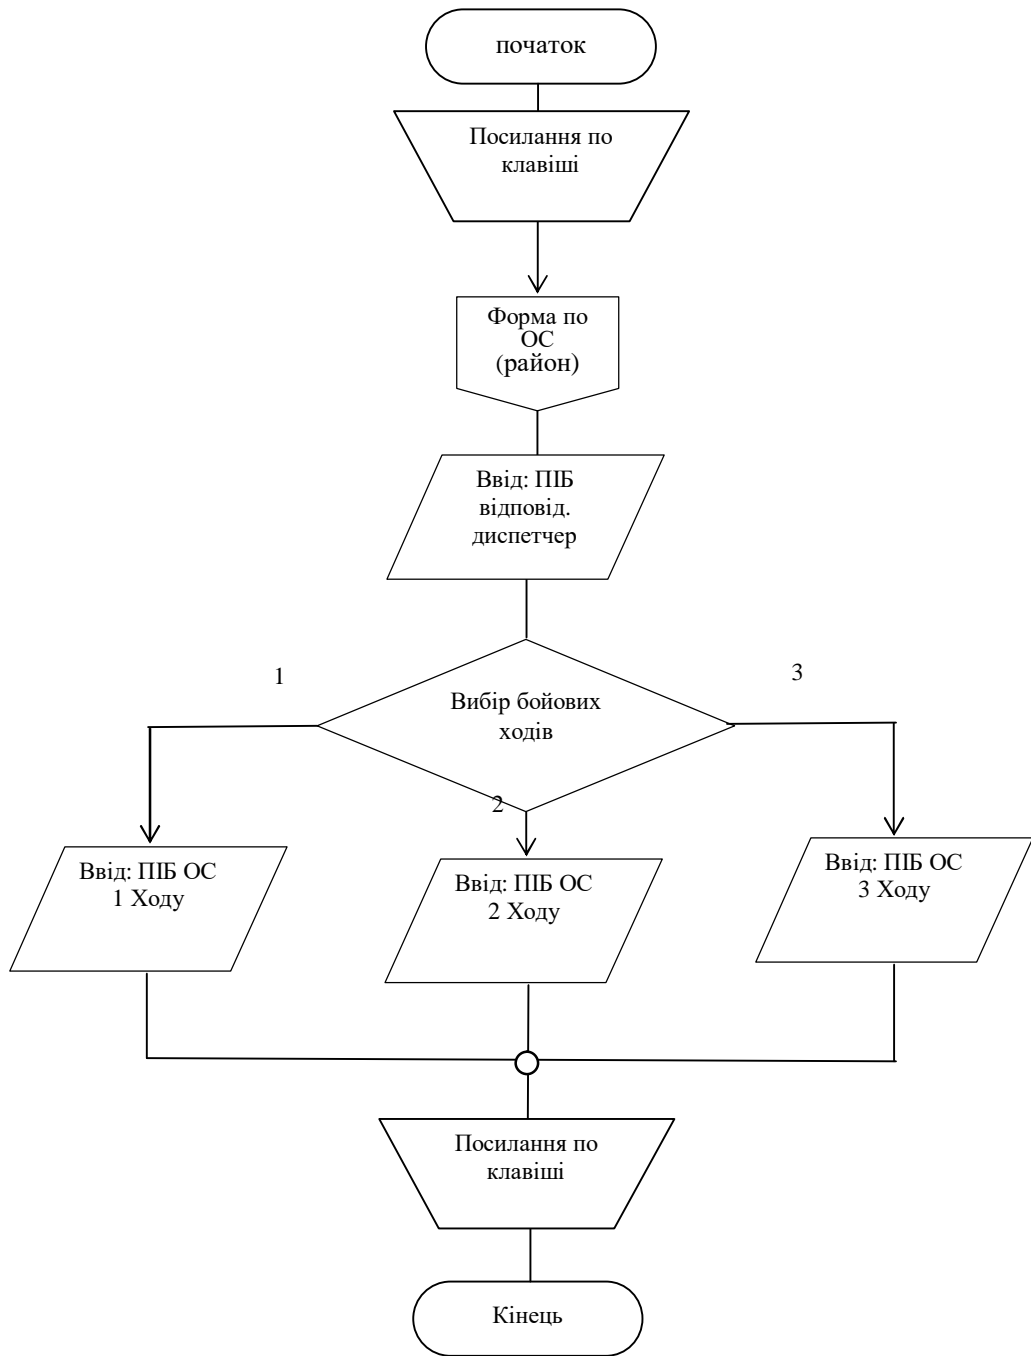 початок
Посилання по
клавіші
Форма по
ОС
(район)
Ввід: ПІБ
відповід.
диспетчер
1
3
Вибір бойових
ходів
2
Ввід: ПІБ ОС
1 Ходу
Ввід: ПІБ ОС
2 Ходу
Ввід: ПІБ ОС
3 Ходу
Посилання по
клавіші
Кінець